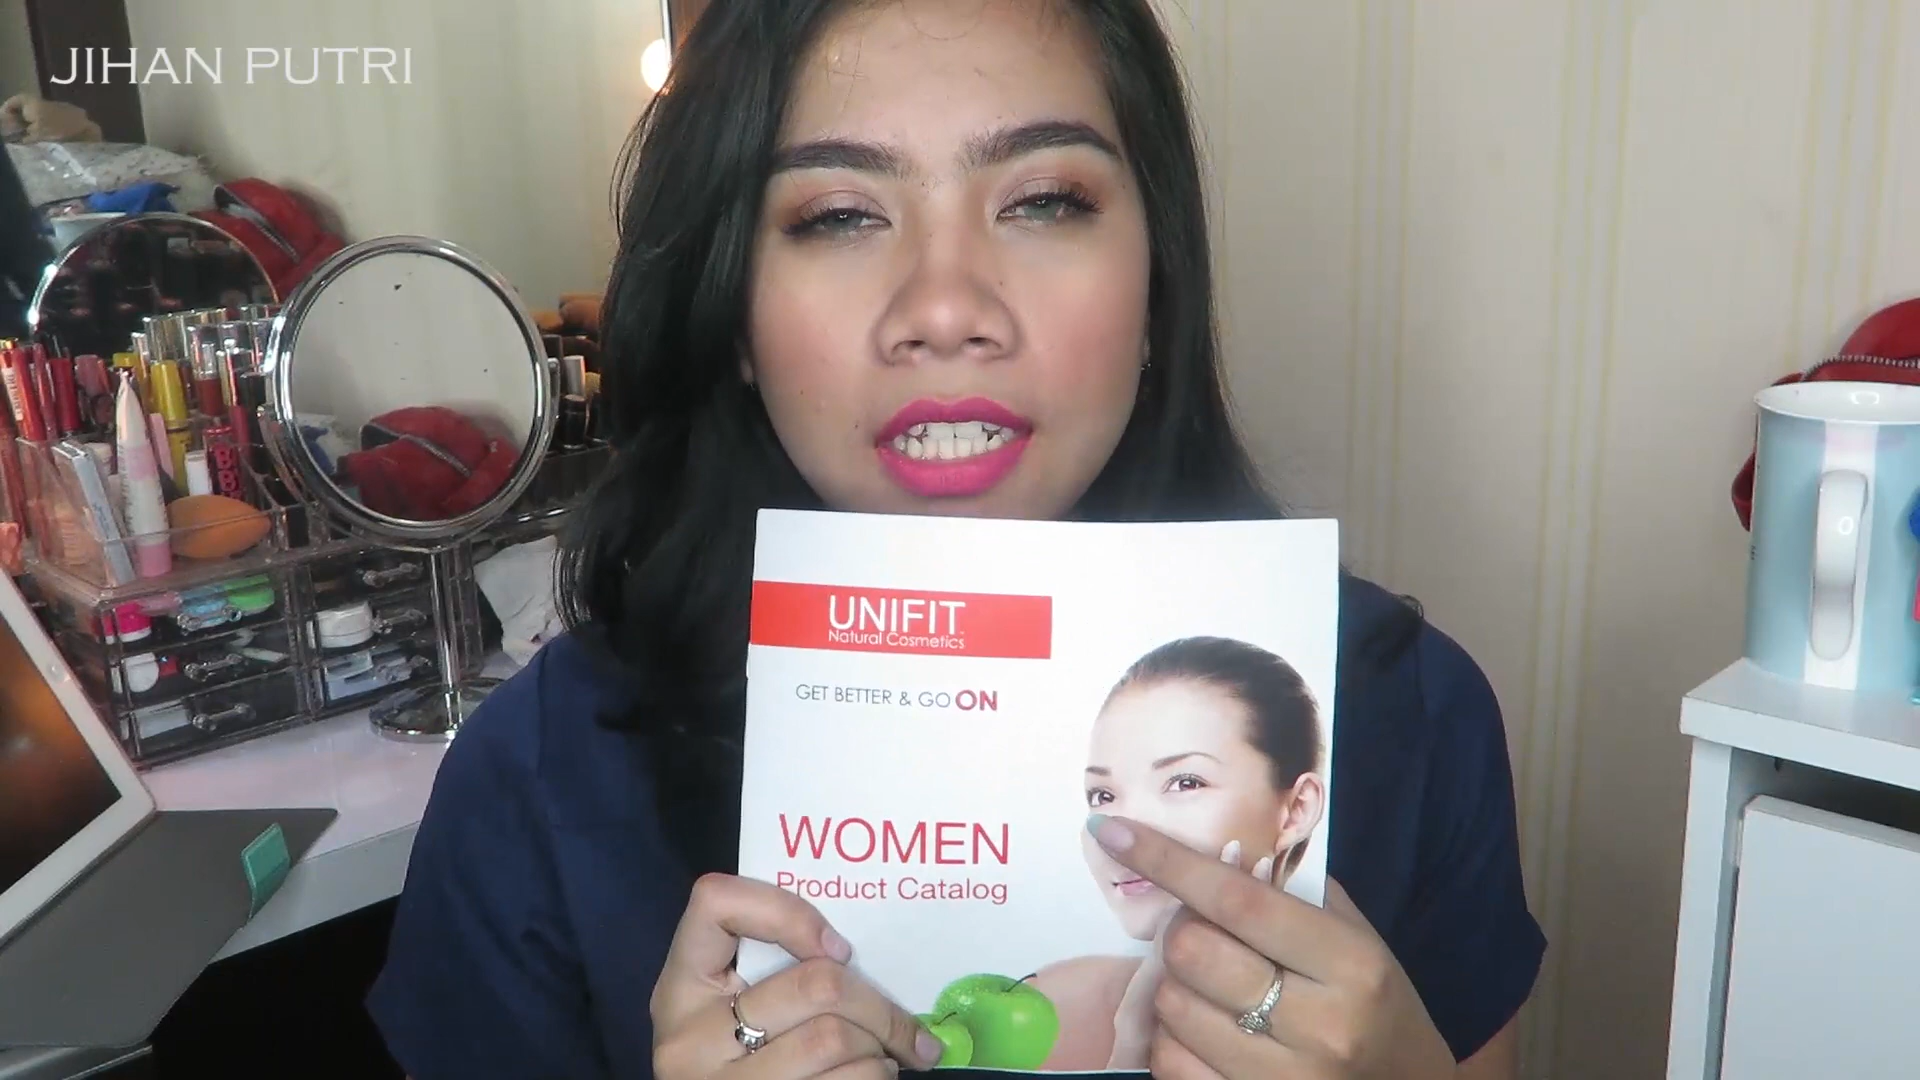 JIHAN PUTRI
UNIFIT
Natural Cosmetics
GET BETTER & GO ON
WOMEN
Product Catalog